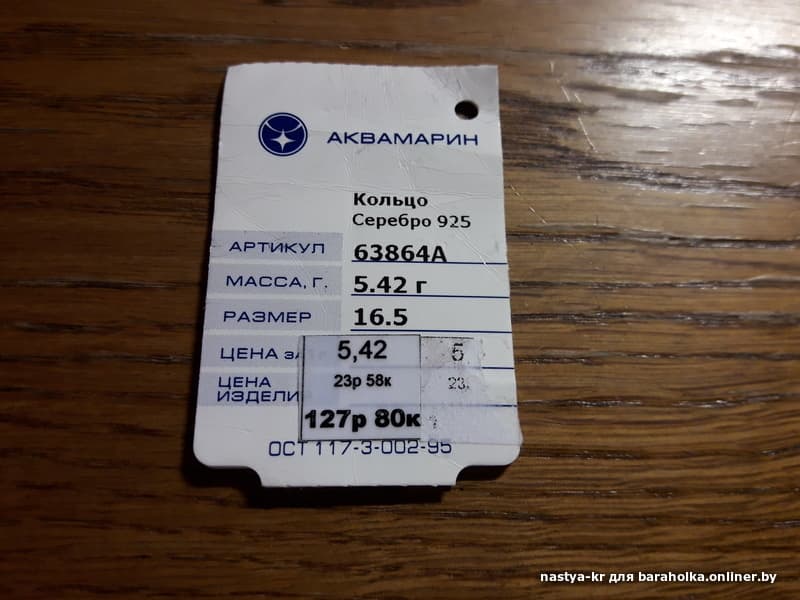 АКВАМАРИН
Кольцо
Серебро 925
АРТИКУЛ 63864А
МАССА, Г. 5.42 г
РАЗМЕР 16.5
ЦЕНА 5,42
23р 58к
ЦЕНА
127р 80к
ОСТ 117-3-002-95
nastya-kr для baraholka.onliner.by